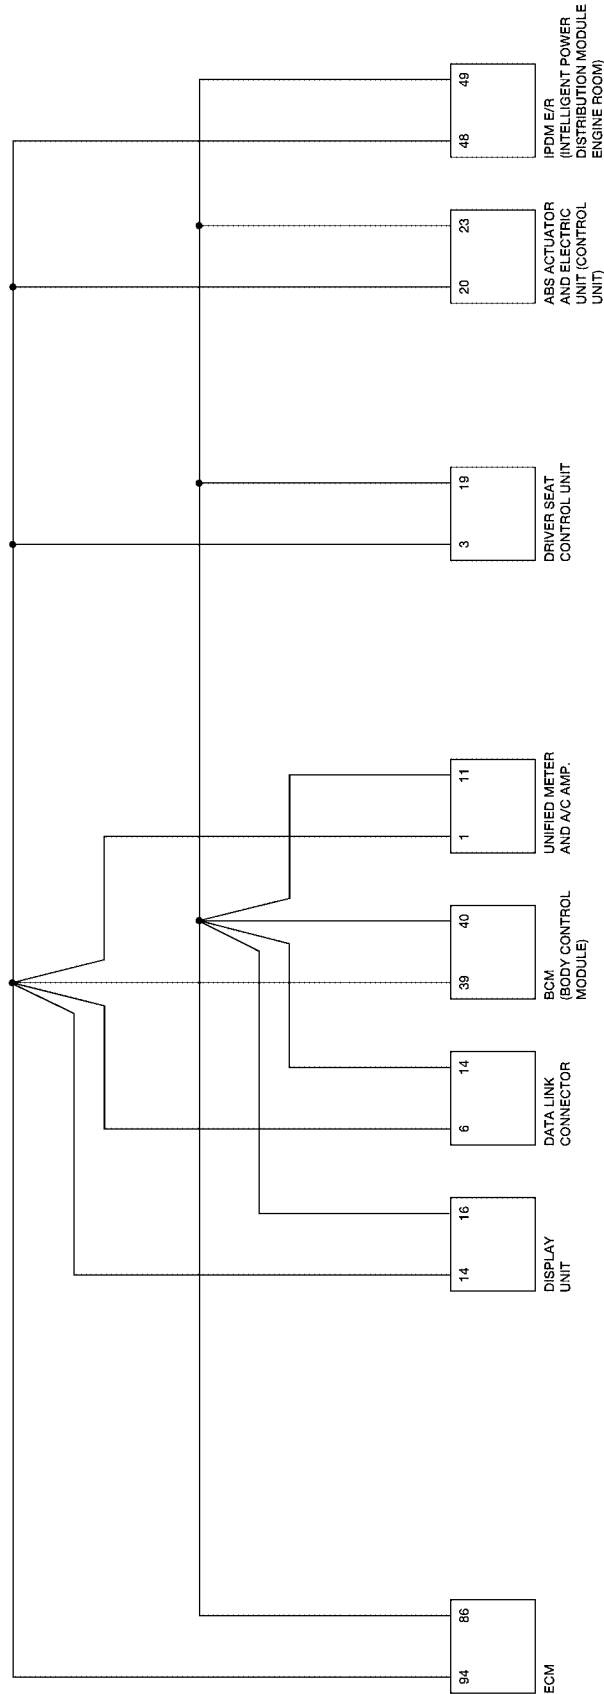 94
86
ECM
14
16
DISPLAY
UNIT
6
14
DATA LINK
CONNECTOR
39
40
BCM
(BODY CONTROL
MODULE)
1
11
UNIFIED METER
AND A/C AMP.
3
19
DRIVER SEAT
CONTROL UNIT
20
23
ABS ACTUATOR
AND ELECTRIC
UNIT (CONTROL
UNIT)
48
49
IPDM E/R
(INTELLIGENT POWER
DISTRIBUTION MODULE
ENGINE ROOM)